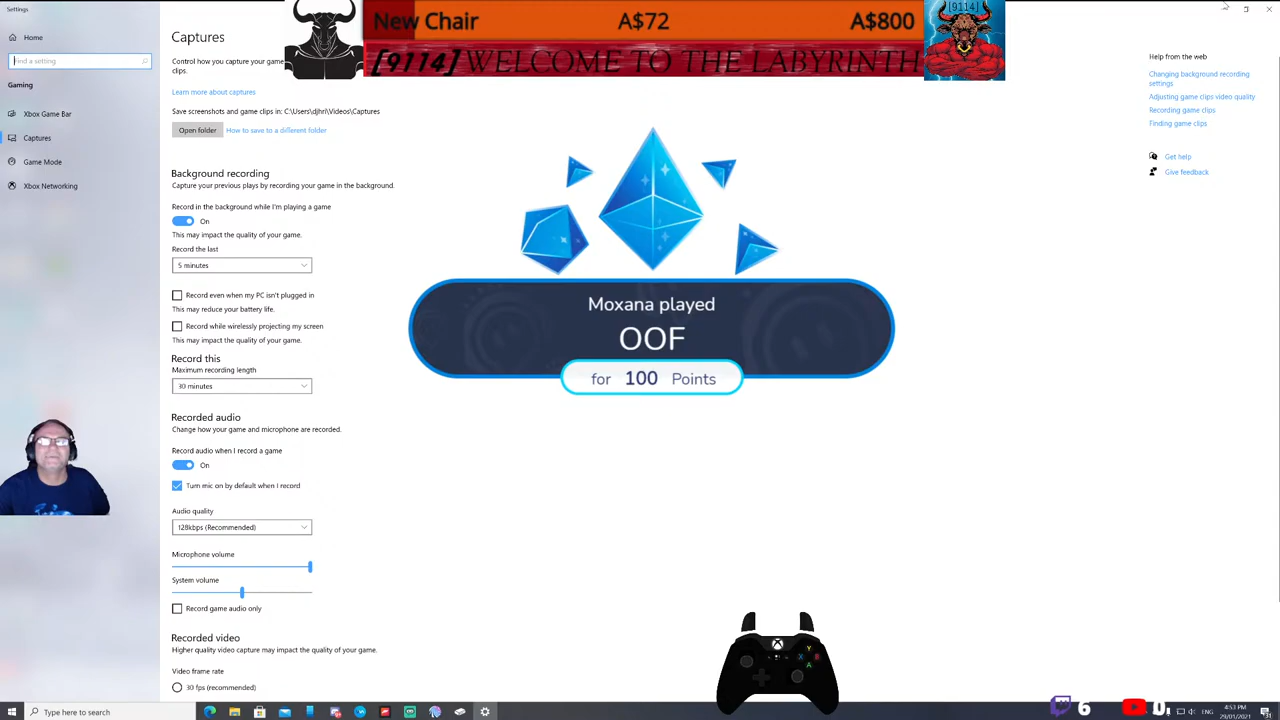 Settings
New Chair A$72 A$800
[9114] WELCOME TO THE LABYRINTH
[9114]
Home
Find a setting
Gaming
Xbox Game Bar
Captures
Game Mode
Xbox Networking
Captures
Control how you capture your game
clips.
Learn more about captures
Save screenshots and game clips in: C:\Users\djhri\Videos\Captures
Open folder How to save to a different folder
Background recording
Capture your previous plays by recording your game in the background.
Record in the background while I'm playing a game
On
This may impact the quality of your game.
Record the last
5 minutes
Record even when my PC isn't plugged in
This may reduce your battery life.
Record while wirelessly projecting my screen
This may impact the quality of your game.
Record this
Maximum recording length
30 minutes
Recorded audio
Change how your game and microphone are recorded.
Record audio when I record a game
On
Turn mic on by default when I record
Audio quality
128kbps (Recommended)
Microphone volume
System volume
Record game audio only
Recorded video
Higher quality video capture may impact the quality of your game.
Video frame rate
30 fps (recommended)
Moxana played
OOF
for 100 Points
Help from the web
Changing background recording
settings
Adjusting game clips video quality
Recording game clips
Finding game clips
Get help
Give feedback
Y
X B
A
6 0
Type here to search
ENG
4:53 PM
29/01/2021